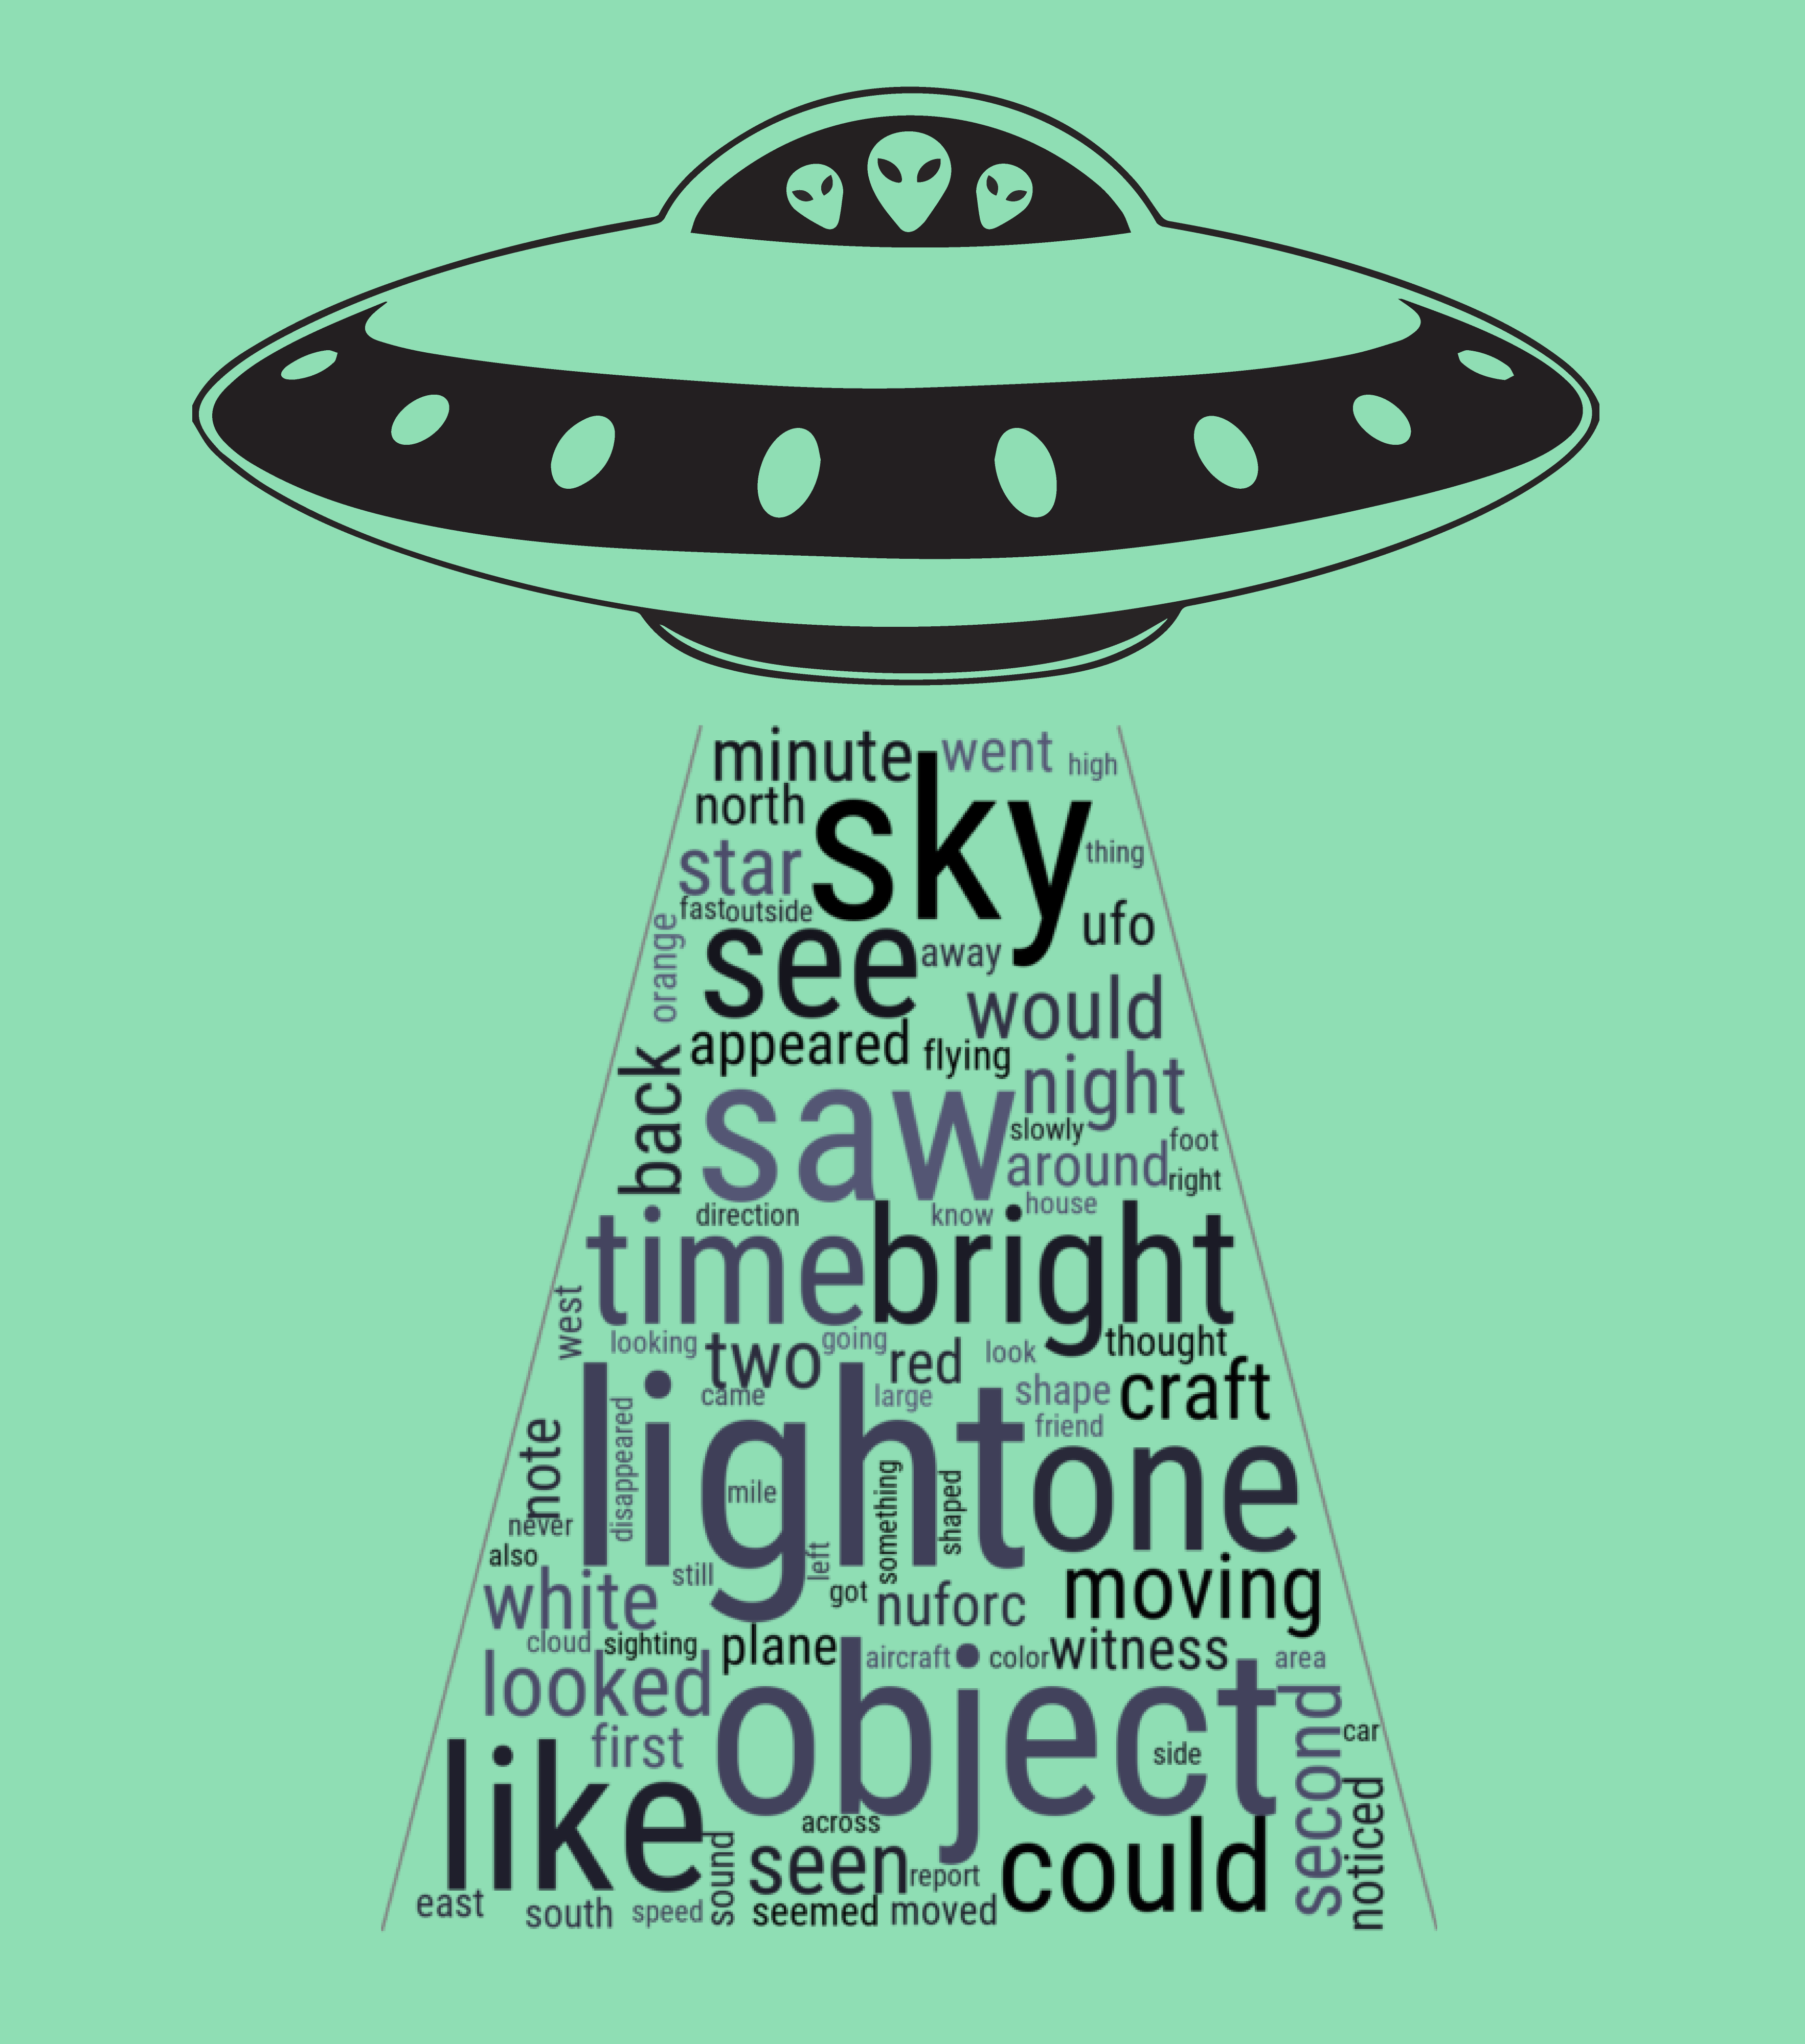 minute went high
north sky
star thing
fast outside
orange see away ufo
would
appeared flying
back saw night
slowly foot
around right
direction know house
time bright
west looking two going red look thought
came large shape craft
light one friend
note disappeared mile something shaped
never
also still left got
white nuforc moving
cloud sighting plane aircraft color witness area
looked object second
first side car
like across noticed
sound seen report could
east south speed seemed moved